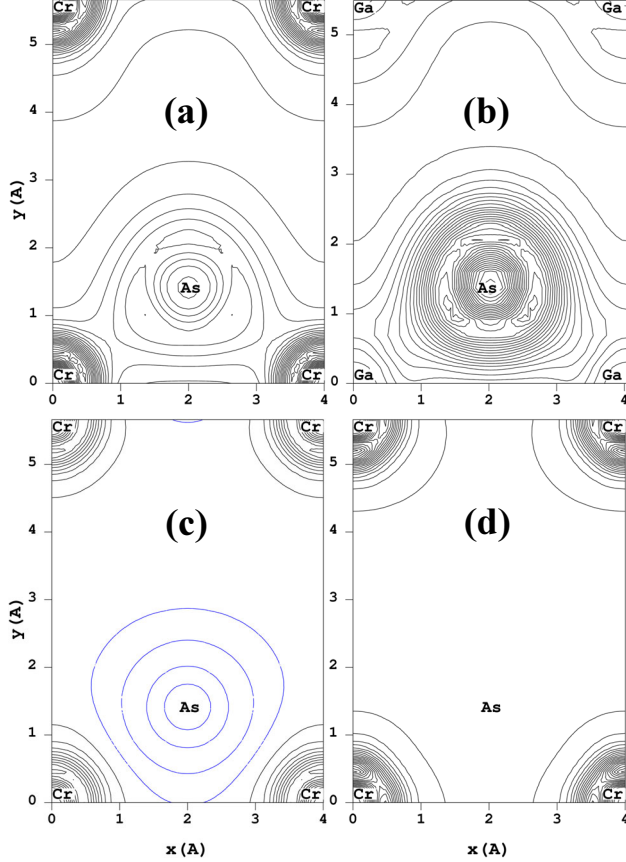 Cr Cr Ga Ga
5 5
(a) (b)
4 4
3 3
y(A)
2 2
As As
1 1
Cr Cr Ga Ga
0 0
0 1 2 3 4 0 1 2 3 4
Cr Cr Cr Cr
5 5
(c) (d)
4 4
3 3
y(A)
2 2
As As
1 1
Cr Cr Cr Cr
0 0
0 1 2 3 4 0 1 2 3 4
x(A) x(A)